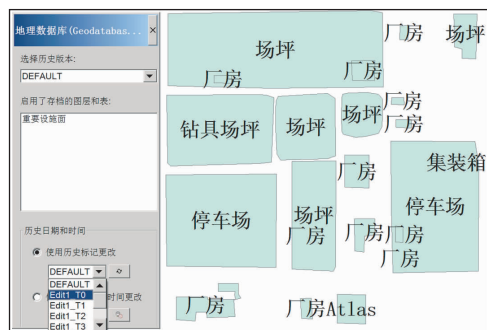 地理数据库(Geodatabas... ×
选择历史版本:
DEFAULT
启用了存档的图层和表:
重要设施面
历史日期和时间
使用历史标记更改
DEFAULT
DEFAULT
Edit1_T0
时间更改
Edit1_T1
Edit1_T2
Edit1_T3
场坪
厂房
场坪
厂房
厂房
钻具场坪
场坪
场坪
厂房
厂房
厂房
集装箱
停车场
场坪
停车场
厂房
厂房
厂房
厂房
厂房
厂房
Atlas